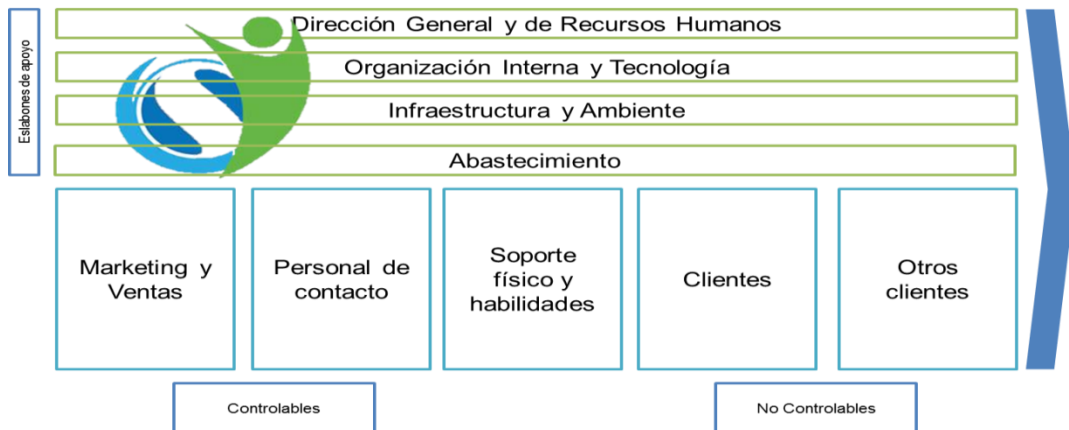 Eslabones de apoyo
Dirección General y de Recursos Humanos
Organización Interna y Tecnología
Infraestructura y Ambiente
Abastecimiento
Marketing y
Ventas
Personal de
contacto
Soporte
físico y
habilidades
Clientes
Otros
clientes
Controlables
No Controlables